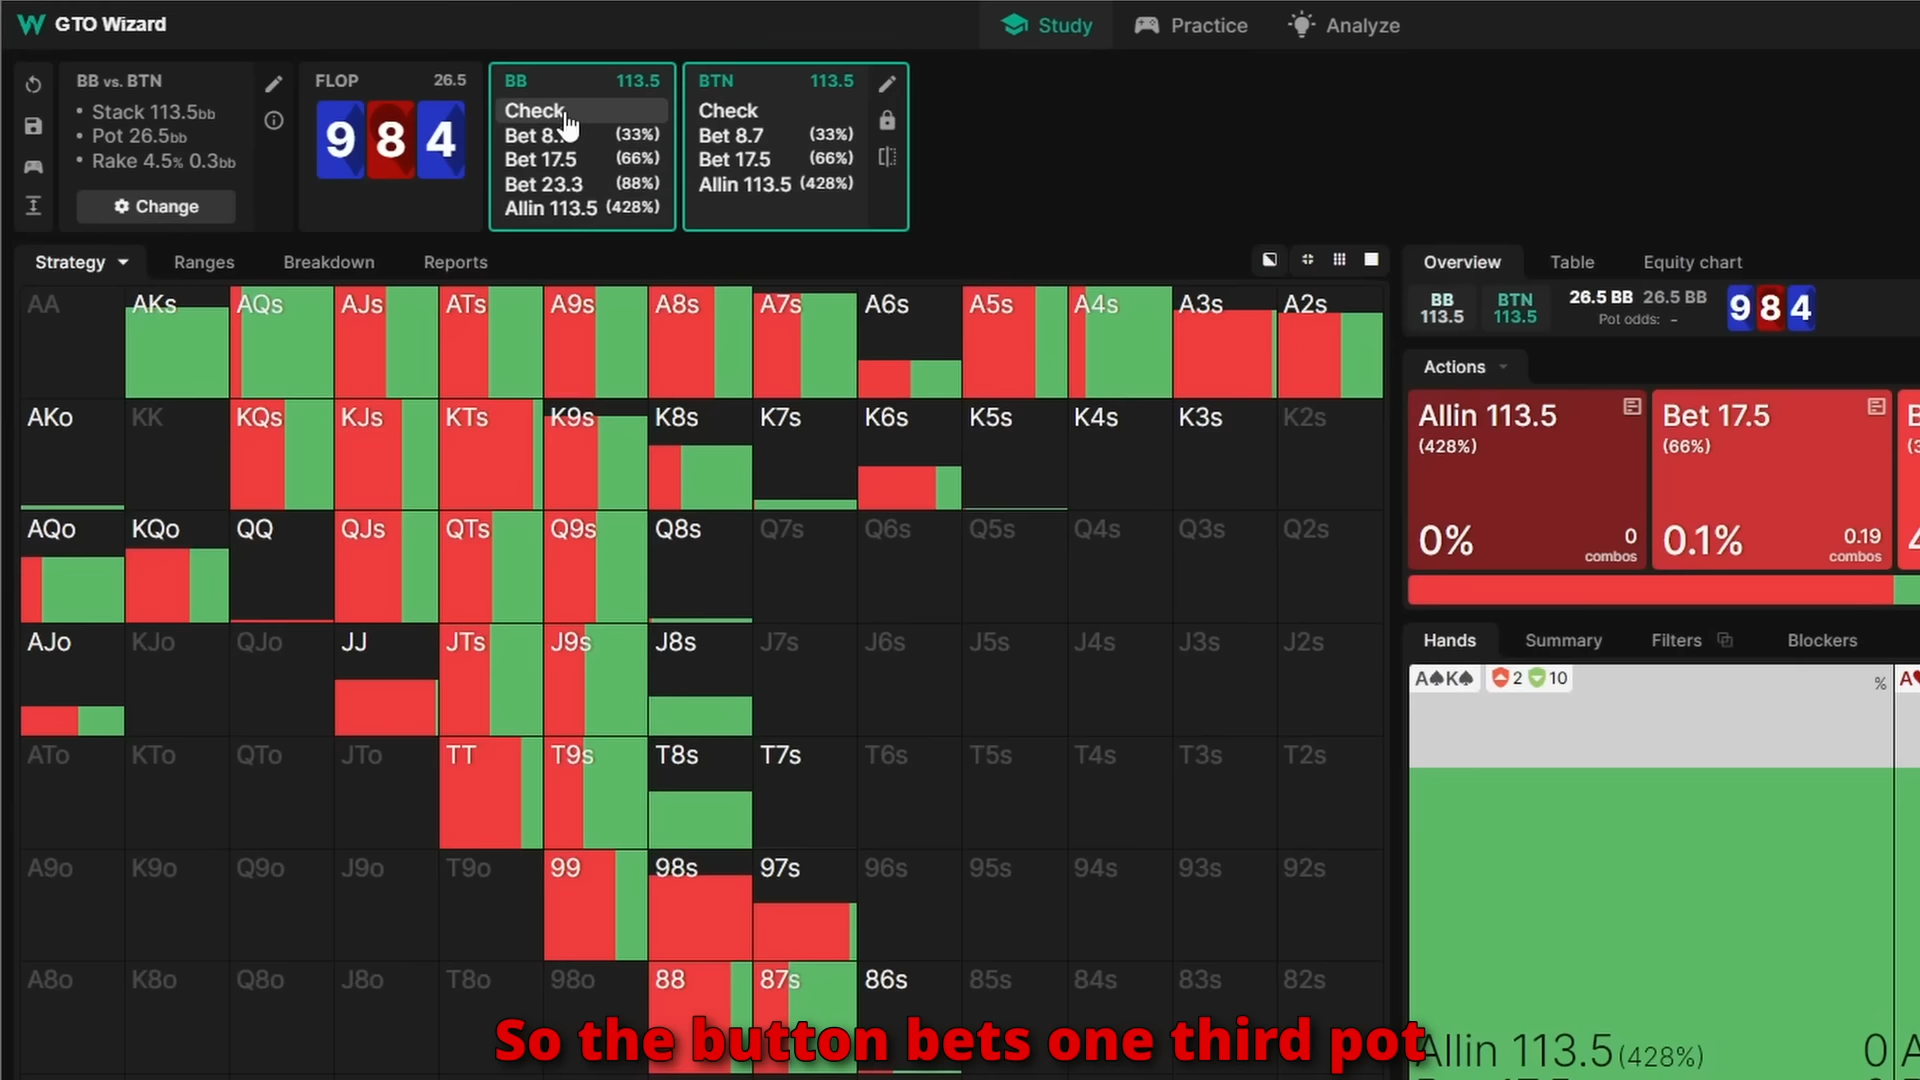 GTO Wizard
Study
Practice
Analyze
BB vs. BTN
• Stack 113.5bb
• Pot 26.5bb
• Rake 4.5% 0.3bb
Change
FLOP 26.5
9 8 4
BB 113.5
Check
Bet 8. (33%)
Bet 17.5 (66%)
Bet 23.3 (88%)
Allin 113.5 (428%)
BTN 113.5
Check
Bet 8.7 (33%)
Bet 17.5 (66%)
Allin 113.5 (428%)
Strategy Ranges Breakdown Reports
AA AKs AQs AJs ATs A9s A8s A7s A6s A5s A4s A3s A2s
AKo KK KQs KJs KTs K9s K8s K7s K6s K5s K4s K3s K2s
AQo KQo QQ QJs QTs Q9s Q8s Q7s Q6s Q5s Q4s Q3s Q2s
AJo KJo QJo JJ JTs J9s J8s J7s J6s J5s J4s J3s J2s
ATo KTo QTo JTo TT T9s T8s T7s T6s T5s T4s T3s T2s
A9o K9o Q9o J9o T9o 99 98s 97s 96s 95s 94s 93s 92s
A8o K8o Q8o J8o T8o 98o 88 87s 86s 85s 84s 83s 82s
Overview Table Equity chart
BB 113.5
BTN 113.5
26.5 BB 26.5 BB
Pot odds: -
9 8 4
Actions
Allin 113.5
(428%)
0%
0 combos
Bet 17.5
(66%)
0.1%
0.19 combos
Hands Summary Filters Blockers
A♠K♠ 2 10 %
Allin 113.5 (428%) 0
So the button bets one third pot